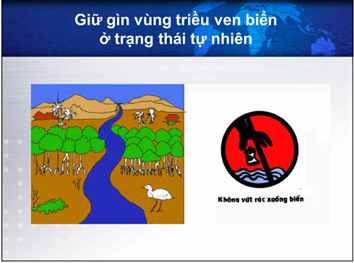 Giữ gìn vùng triều ven biển
ở trạng thái tự nhiên
Không vứt rác xuống biển